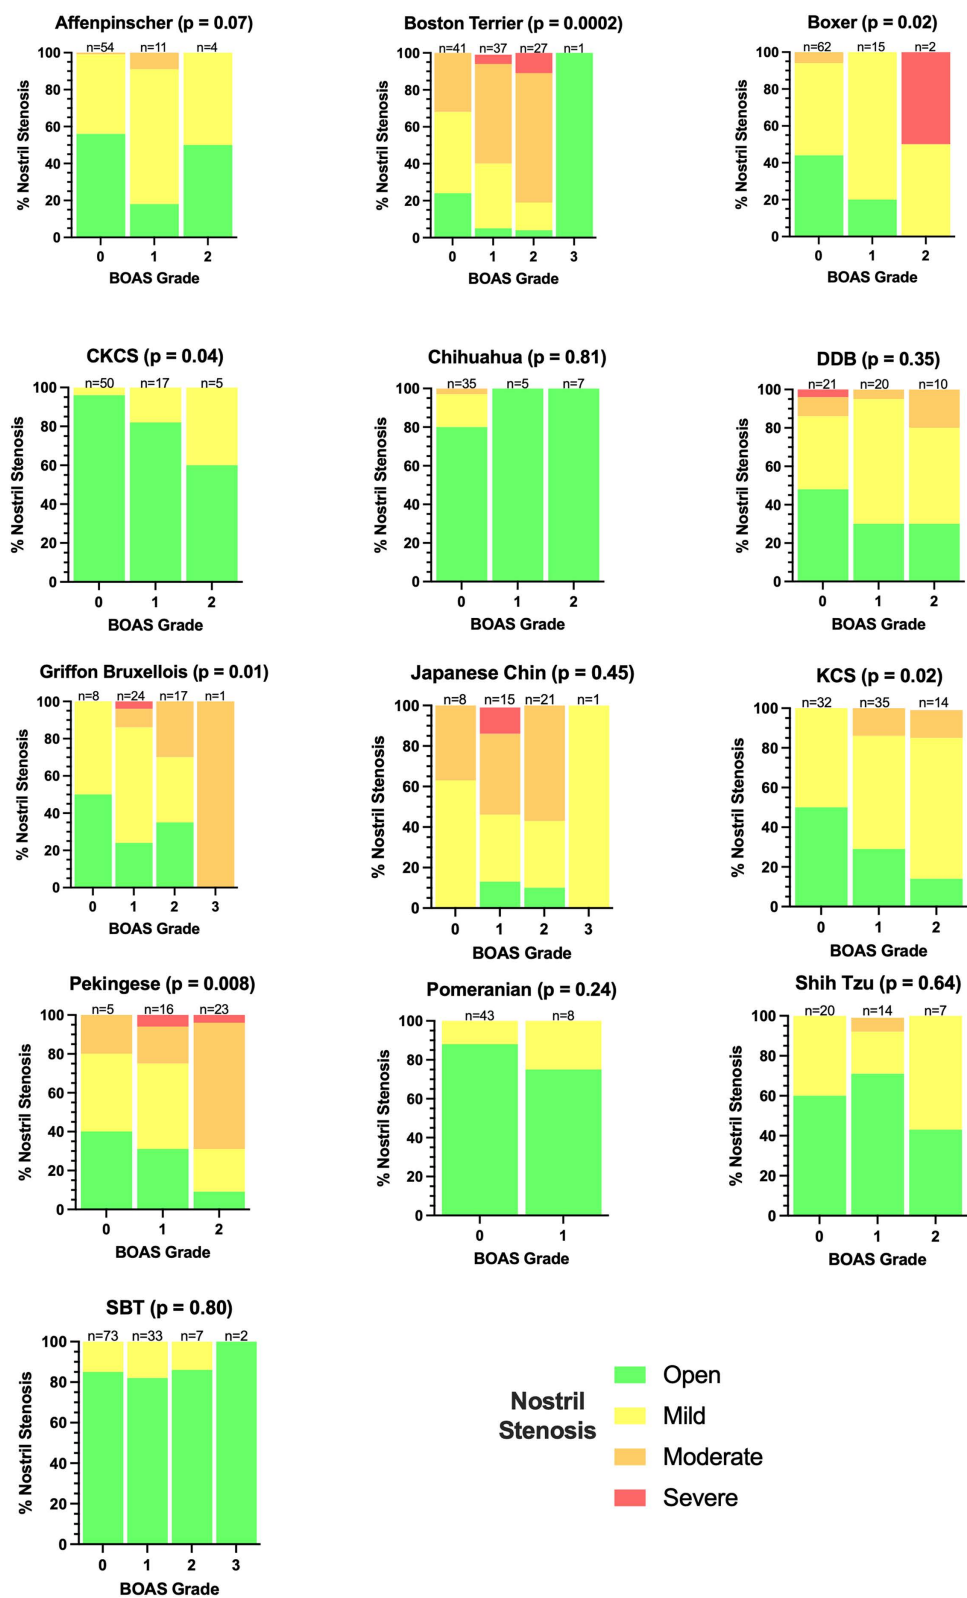 Affenpinscher (p = 0.07)
n=54 n=11 n=4
100
80
60
40
20
0
% Nostril Stenosis
0 1 2
BOAS Grade
Boston Terrier (p = 0.0002)
n=41 n=37 n=27 n=1
100
80
60
40
20
0
% Nostril Stenosis
0 1 2 3
BOAS Grade
Boxer (p = 0.02)
n=62 n=15 n=2
100
80
60
40
20
0
% Nostril Stenosis
0 1 2
BOAS Grade
CKCS (p = 0.04)
n=50 n=17 n=5
100
80
60
40
20
0
% Nostril Stenosis
0 1 2
BOAS Grade
Chihuahua (p = 0.81)
n=35 n=5 n=7
100
80
60
40
20
0
% Nostril Stenosis
0 1 2
BOAS Grade
DDB (p = 0.35)
n=21 n=20 n=10
100
80
60
40
20
0
% Nostril Stenosis
0 1 2
BOAS Grade
Griffon Bruxellois (p = 0.01)
n=8 n=24 n=17 n=1
100
80
60
40
20
0
% Nostril Stenosis
0 1 2 3
BOAS Grade
Japanese Chin (p = 0.45)
n=8 n=15 n=21 n=1
100
80
60
40
20
0
% Nostril Stenosis
0 1 2 3
BOAS Grade
KCS (p = 0.02)
n=32 n=35 n=14
100
80
60
40
20
0
% Nostril Stenosis
0 1 2
BOAS Grade
Pekingese (p = 0.008)
n=5 n=16 n=23
100
80
60
40
20
0
% Nostril Stenosis
0 1 2
BOAS Grade
Pomeranian (p = 0.24)
n=43 n=8
100
80
60
40
20
0
% Nostril Stenosis
0 1
BOAS Grade
Shih Tzu (p = 0.64)
n=20 n=14 n=7
100
80
60
40
20
0
% Nostril Stenosis
0 1 2
BOAS Grade
SBT (p = 0.80)
n=73 n=33 n=7 n=2
100
80
60
40
20
0
% Nostril Stenosis
0 1 2 3
BOAS Grade
Nostril
Stenosis
Open
Mild
Moderate
Severe